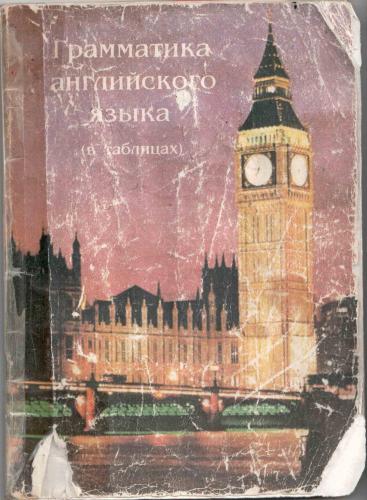 Грамматика
английского
языка
(в таблицах)